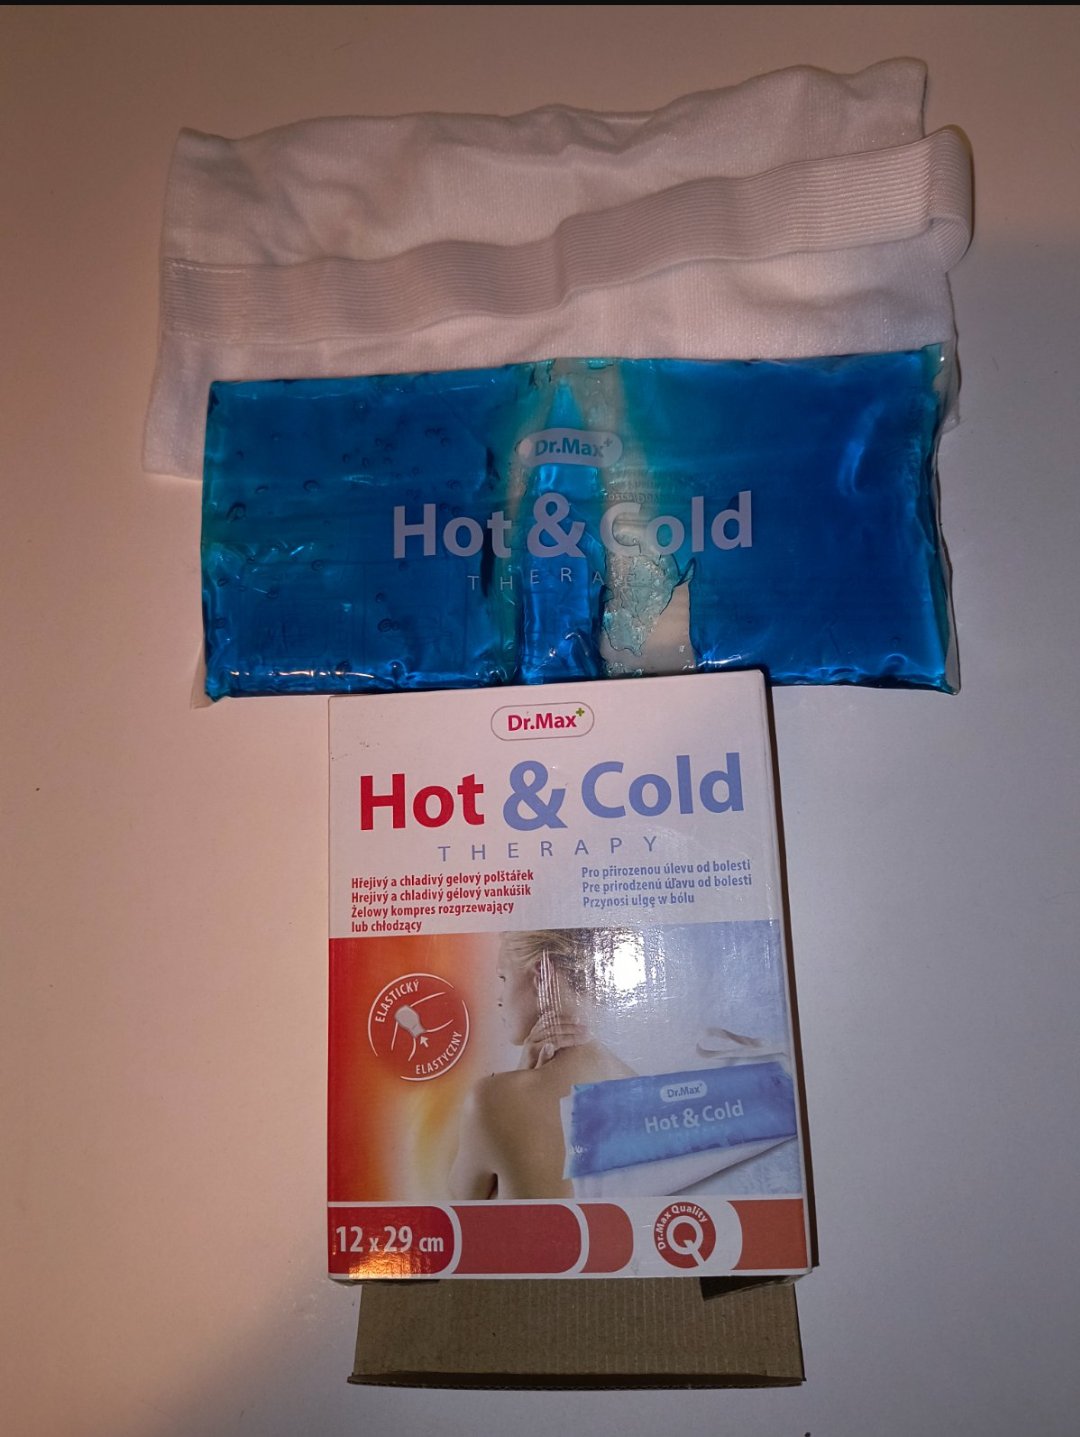 Dr.Max+
Hot & Cold
THERA
Dr.Max+
Hot & Cold
THERAPY
Hřejivý a chladivý gelový polštářek
Hrejivý a chladivý gélový vankúšik
Żelowy kompres rozgrzewający
lub chłodzący
Pro přirozenou úlevu od bolesti
Pre prirodzenú úľavu od bolesti
Przynosi ulgę w bólu
ELASTICKÝ
ELASTYCZNY
Dr.Max+
Hot & Cold
12 x 29 cm
Dr.Max Quality
Q